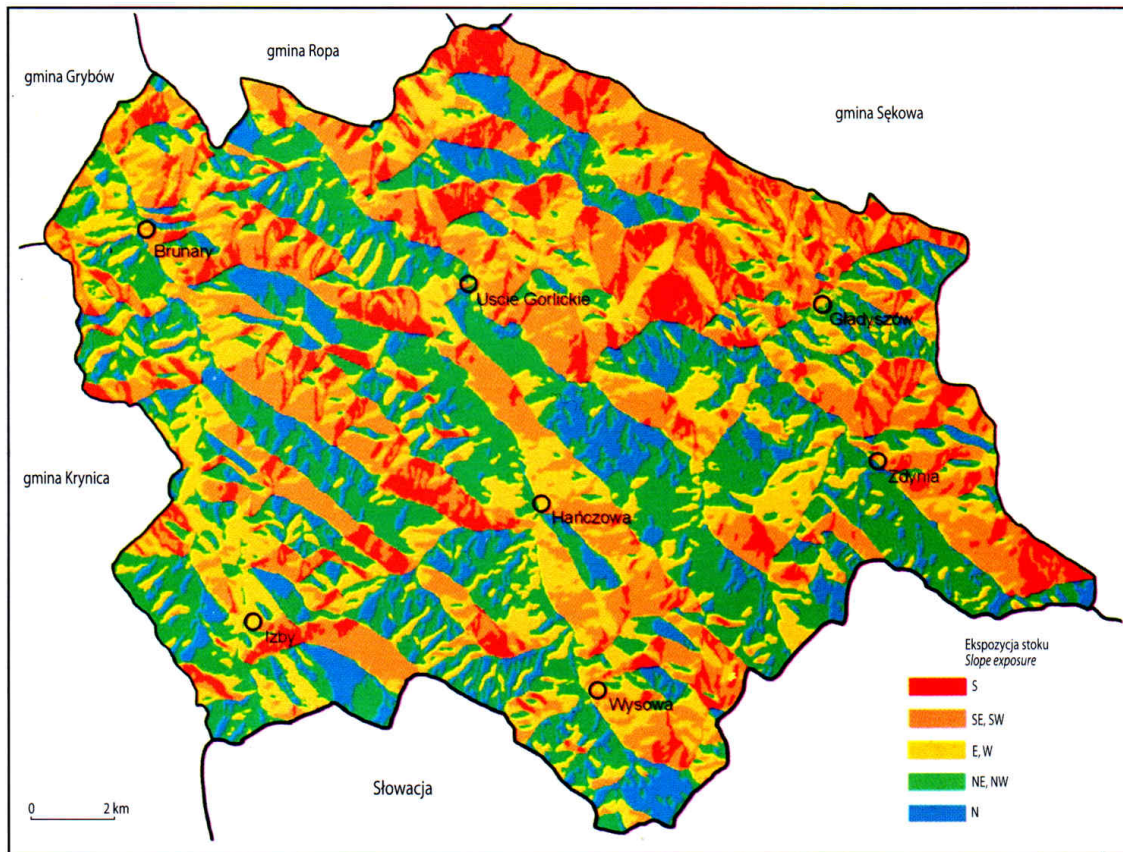 gmina Ropa
gmina Grybów
gmina Sękowa
Brunary
Uscie Gorlickie
Gładyszów
gmina Krynica
Zdynia
Hańczowa
Izby
Wysowa
Słowacja
0 2 km
Ekspozycja stoku
Slope exposure
S
SE, SW
E, W
NE, NW
N